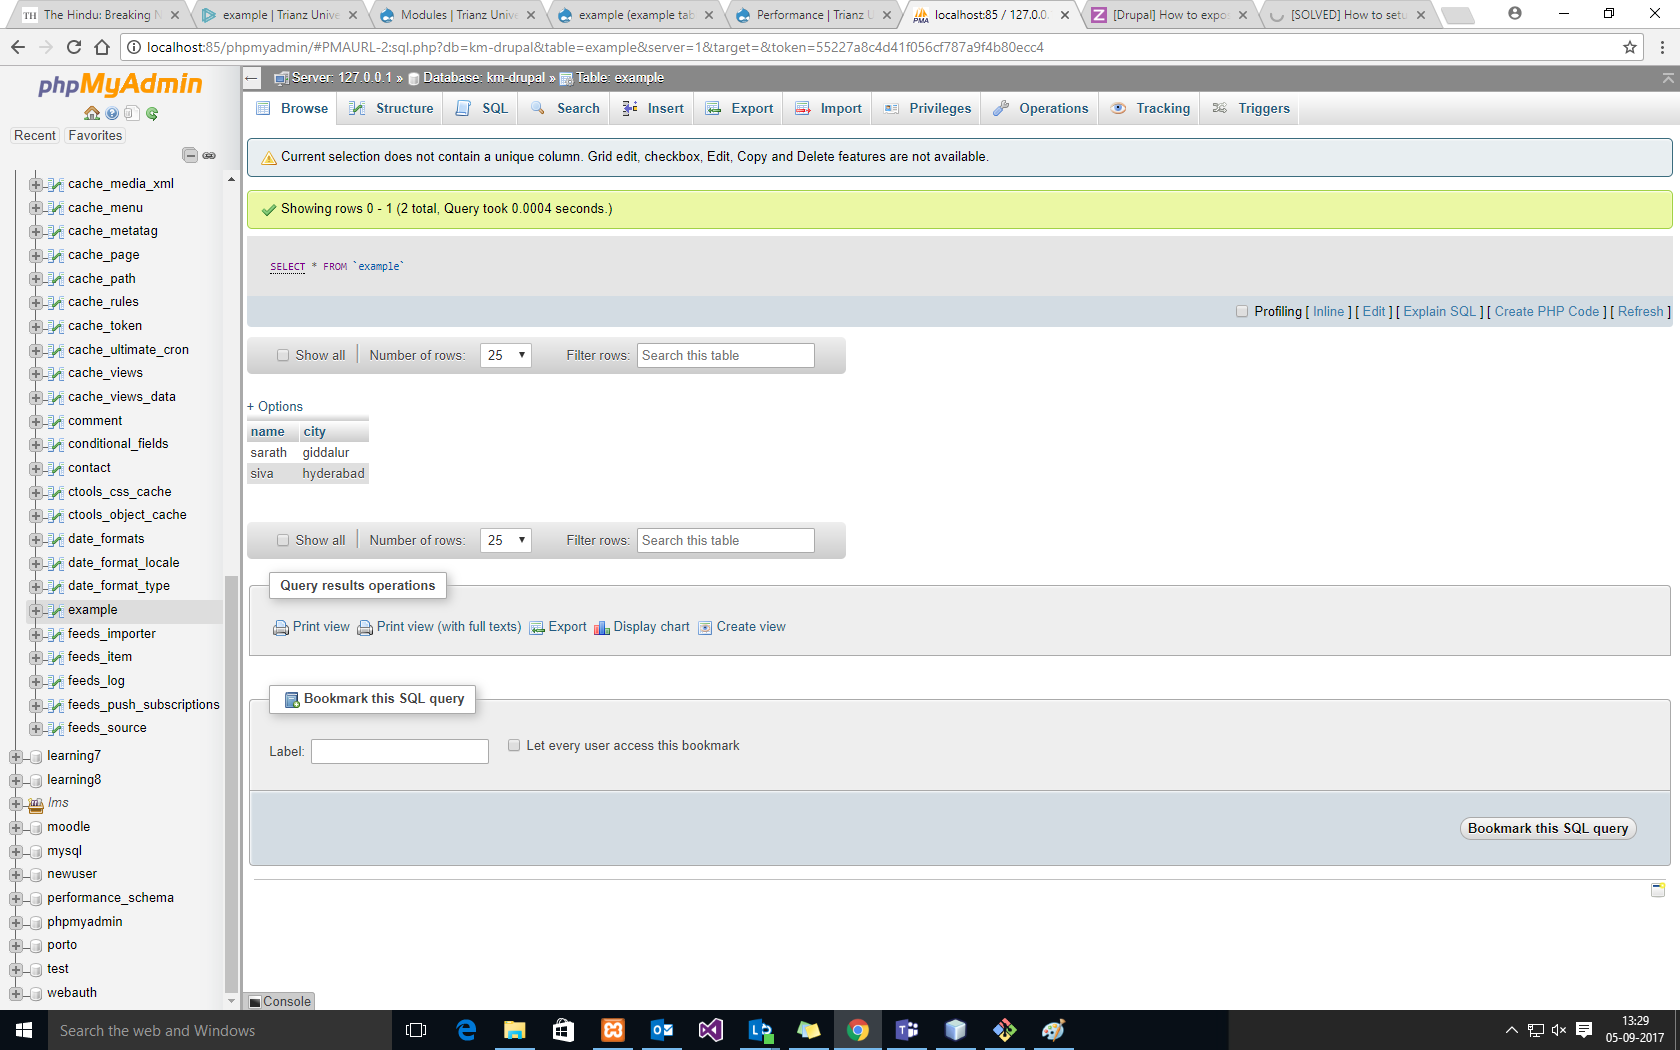 The Hindu: Breaking N
example | Trianz Unive
Modules | Trianz Unive
example (example tab
Performance | Trianz U
localhost:85 / 127.0.0.
[Drupal] How to expo
[SOLVED] How to setu
localhost:85/phpmyadmin/#PMAURL-2:sql.php?db=km-drupal&table=example&server=1&target=&token=55227a8c4d41f056cf787a9f4b80ecc4
phpMyAdmin
Recent Favorites
cache_media_xml
cache_menu
cache_metatag
cache_page
cache_path
cache_rules
cache_token
cache_ultimate_cron
cache_views
cache_views_data
comment
conditional_fields
contact
ctools_css_cache
ctools_object_cache
date_formats
date_format_locale
date_format_type
example
feeds_importer
feeds_item
feeds_log
feeds_push_subscriptions
feeds_source
learning7
learning8
lms
moodle
mysql
newuser
performance_schema
phpmyadmin
porto
test
webauth
Server: 127.0.0.1 » Database: km-drupal » Table: example
Browse Structure SQL Search Insert Export Import Privileges Operations Tracking Triggers
Current selection does not contain a unique column. Grid edit, checkbox, Edit, Copy and Delete features are not available.
Showing rows 0 - 1 (2 total, Query took 0.0004 seconds.)
SELECT * FROM `example`
Profiling [ Inline ] [ Edit ] [ Explain SQL ] [ Create PHP Code ] [ Refresh ]
Show all Number of rows: 25 Filter rows: Search this table
+ Options
name city
sarath giddalur
siva hyderabad
Show all Number of rows: 25 Filter rows: Search this table
Query results operations
Print view Print view (with full texts) Export Display chart Create view
Bookmark this SQL query
Label: Let every user access this bookmark
Bookmark this SQL query
Console
Search the web and Windows
13:29
05-09-2017